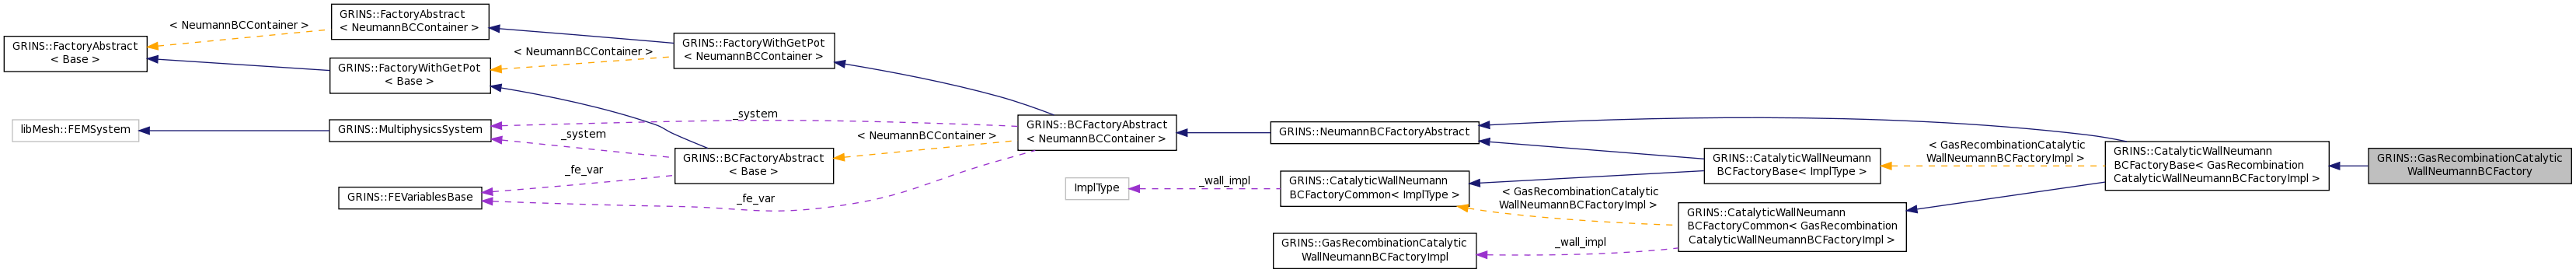 GRINS::FactoryAbstract
< Base >
< NeumannBCContainer >
GRINS::FactoryAbstract
< NeumannBCContainer >
GRINS::FactoryWithGetPot
< Base >
libMesh::FEMSystem
GRINS::MultiphysicsSystem
GRINS::FEVariablesBase
< NeumannBCContainer >
_system
_fe_var
GRINS::FactoryWithGetPot
< NeumannBCContainer >
_system
GRINS::BCFactoryAbstract
< Base >
_fe_var
< NeumannBCContainer >
GRINS::BCFactoryAbstract
< NeumannBCContainer >
ImplType
_wall_impl
GRINS::NeumannBCFactoryAbstract
GRINS::CatalyticWallNeumann
BCFactoryCommon< ImplType >
GRINS::GasRecombinationCatalytic
WallNeumannBCFactoryImpl
< GasRecombinationCatalytic
WallNeumannBCFactoryImpl >
_wall_impl
GRINS::CatalyticWallNeumann
BCFactoryBase< ImplType >
GRINS::CatalyticWallNeumann
BCFactoryCommon< GasRecombination
CatalyticWallNeumannBCFactoryImpl >
< GasRecombinationCatalytic
WallNeumannBCFactoryImpl >
GRINS::CatalyticWallNeumann
BCFactoryBase< GasRecombination
CatalyticWallNeumannBCFactoryImpl >
GRINS::GasRecombinationCatalytic
WallNeumannBCFactory